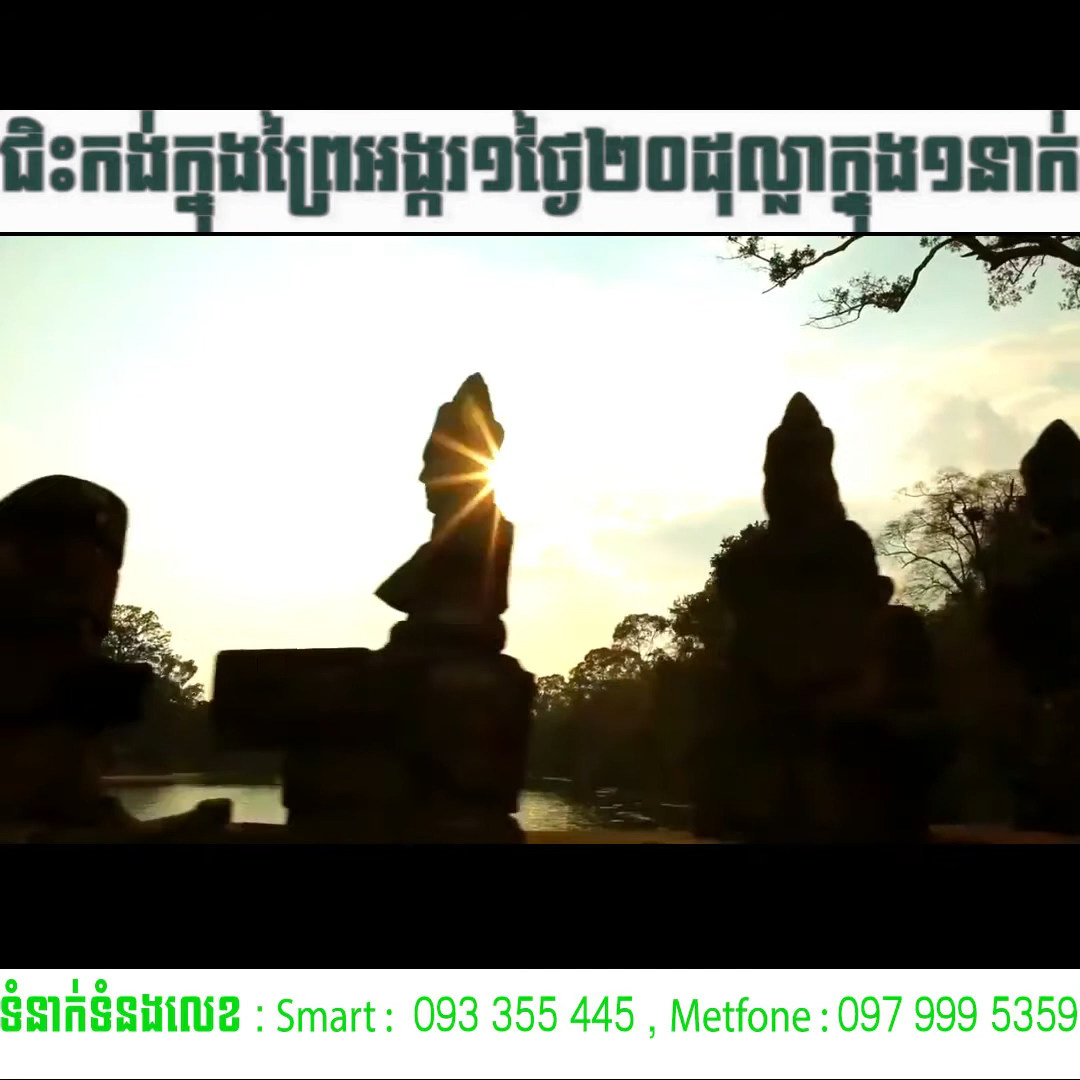 ជិះកង់ក្នុងព្រៃអង្ករ១ថ្ងៃ២០ដុល្លាក្នុង១នាក់
ទំនាក់ទំនងលេខ : Smart : 093 355 445 , Metfone : 097 999 5359